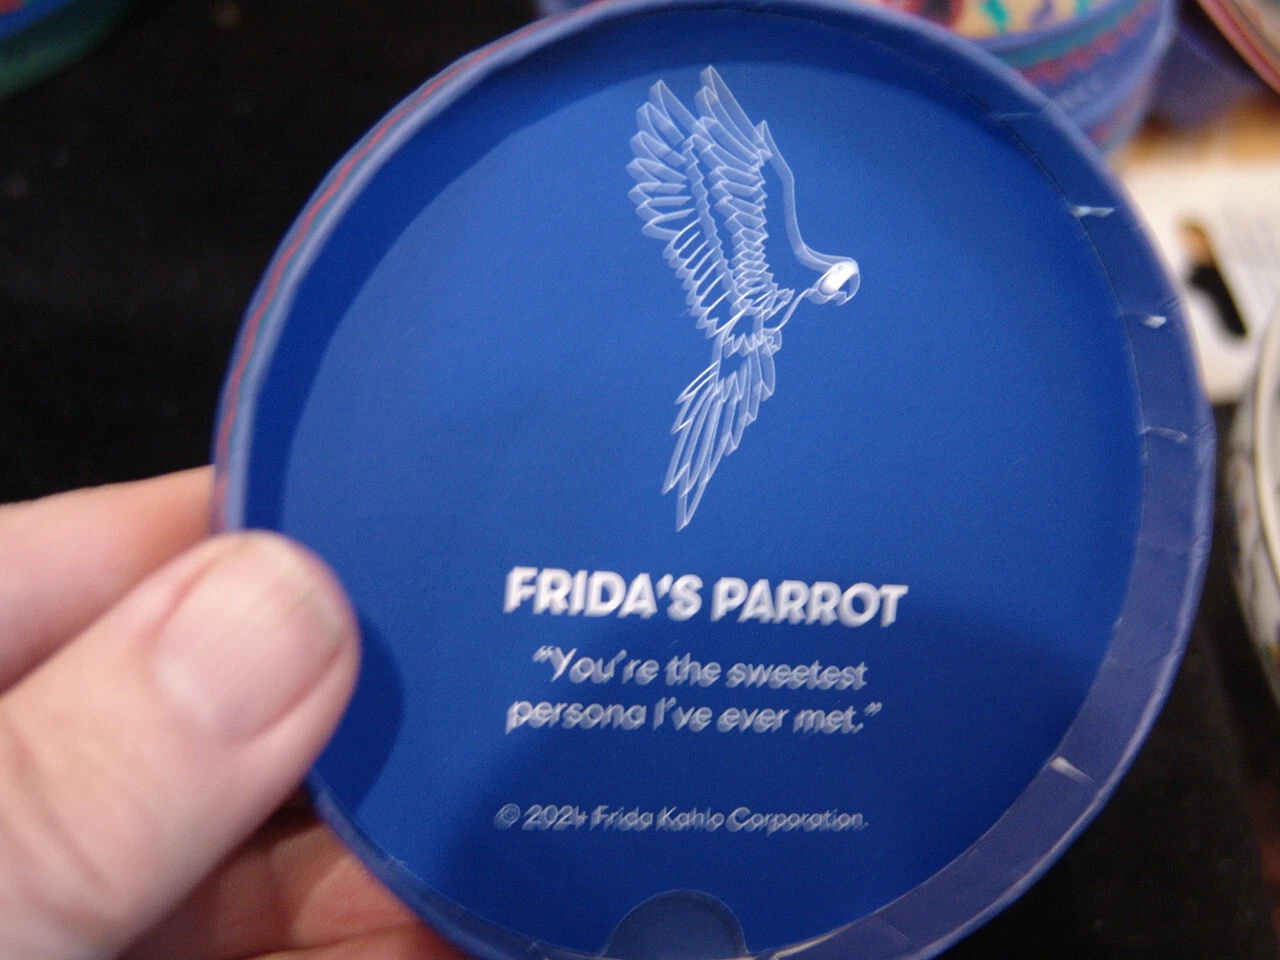 FRIDA'S PARROT
"You're the sweetest
persona I've ever met."
© 2024 Frida Kahlo Corporation.